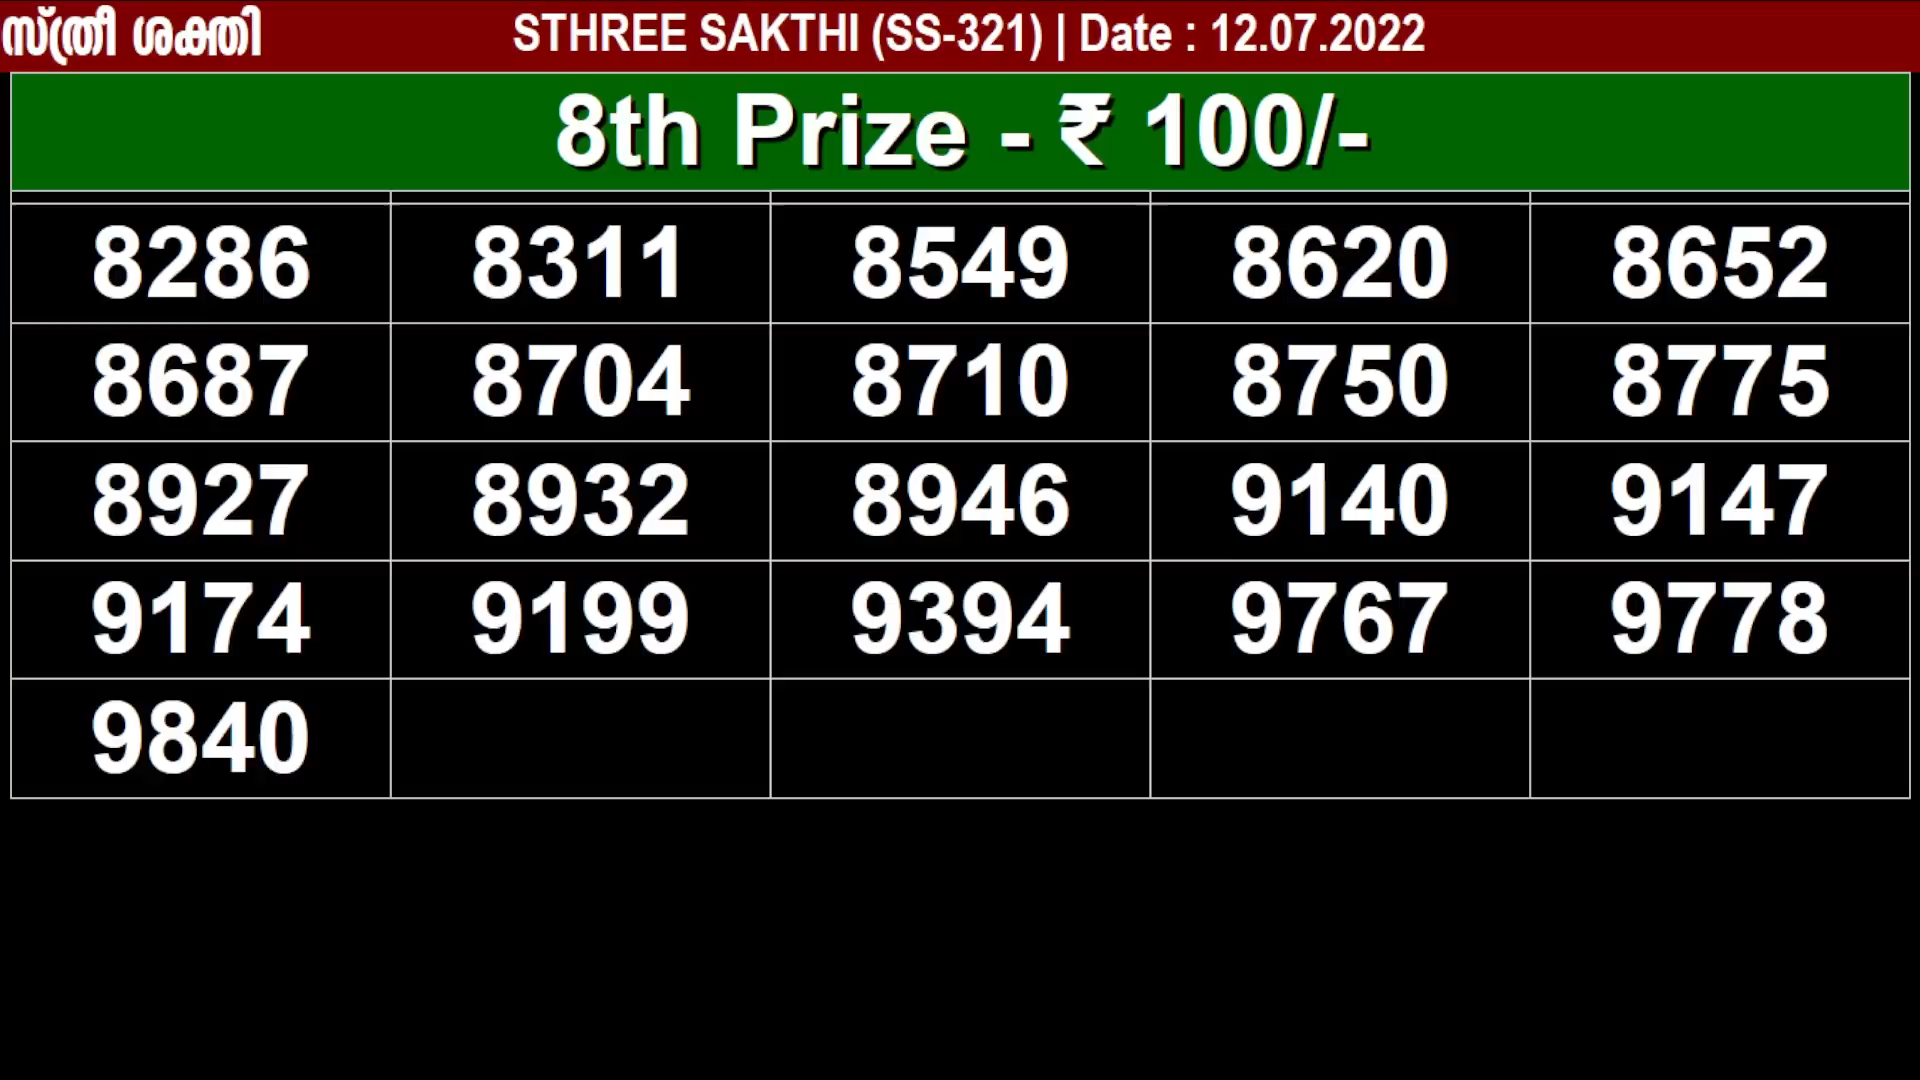 സ്ത്രീ ശക്തി STHREE SAKTHI (SS-321) | Date : 12.07.2022
8th Prize - ₹ 100/-
8286 8311 8549 8620 8652
8687 8704 8710 8750 8775
8927 8932 8946 9140 9147
9174 9199 9394 9767 9778
9840